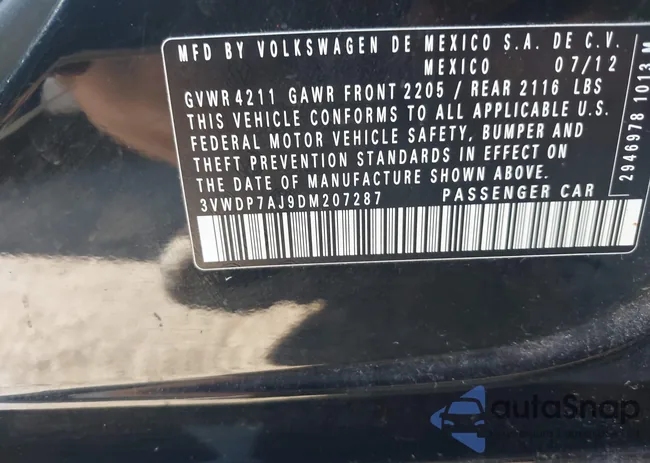 MFD BY VOLKSWAGEN DE MEXICO S.A. DE C.V.
MEXICO 07/12
GVWR 4211 GAWR FRONT 2205 / REAR 2116 LBS
THIS VEHICLE CONFORMS TO ALL APPLICABLE U.S.
FEDERAL MOTOR VEHICLE SAFETY, BUMPER AND
THEFT PREVENTION STANDARDS IN EFFECT ON
THE DATE OF MANUFACTURE SHOWN ABOVE.
3VWDP7AJ9DM207287 PASSENGER CAR
2946978 1013 M
autoSnap